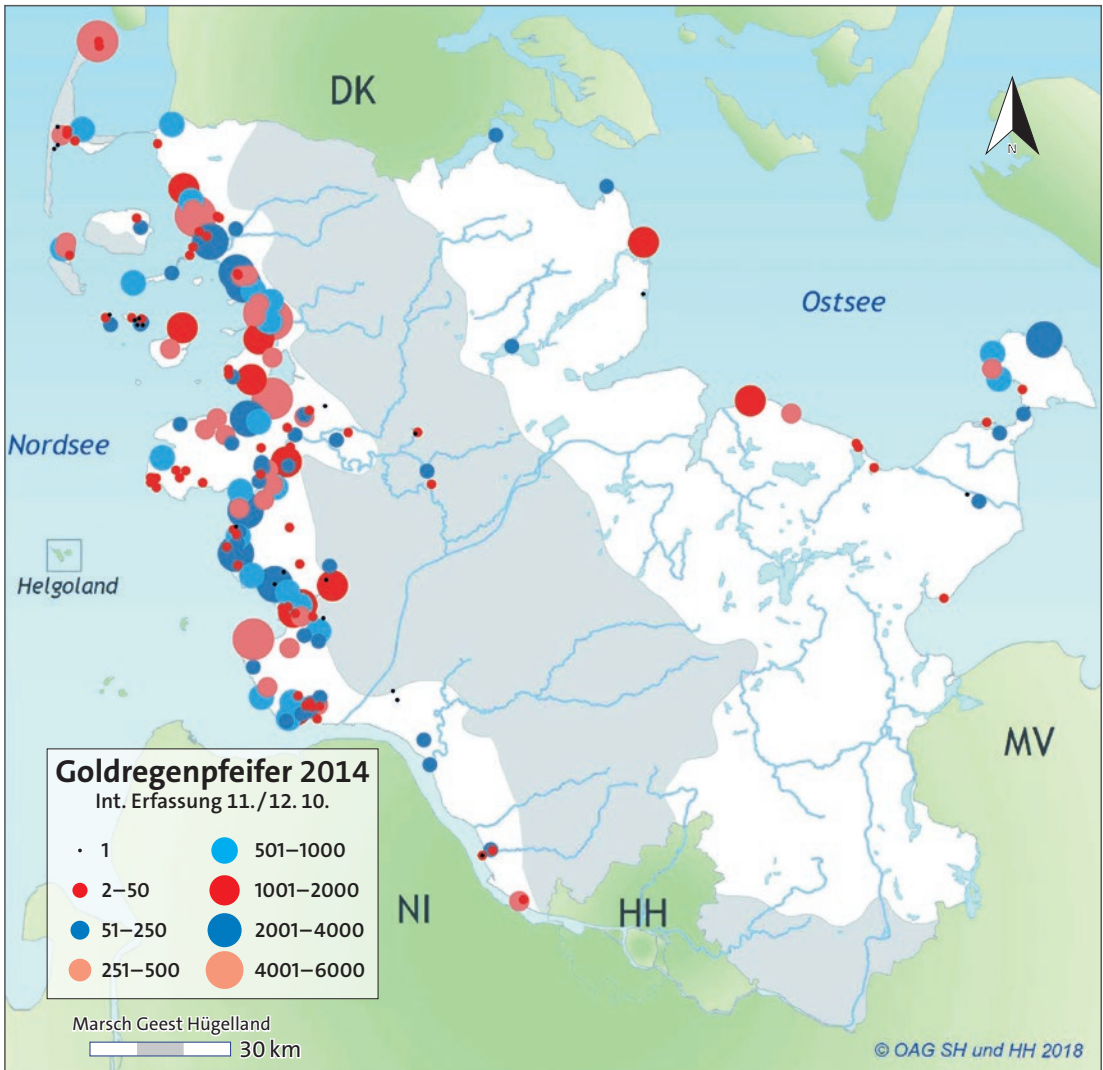 DK
N
Ostsee
Nordsee
Helgoland
MV
Goldregenpfeifer 2014
Int. Erfassung 11./12. 10.
1
2–50
51–250
251–500
501–1000
1001–2000
2001–4000
4001–6000
NI
HH
Marsch Geest Hügelland
30 km
© OAG SH und HH 2018